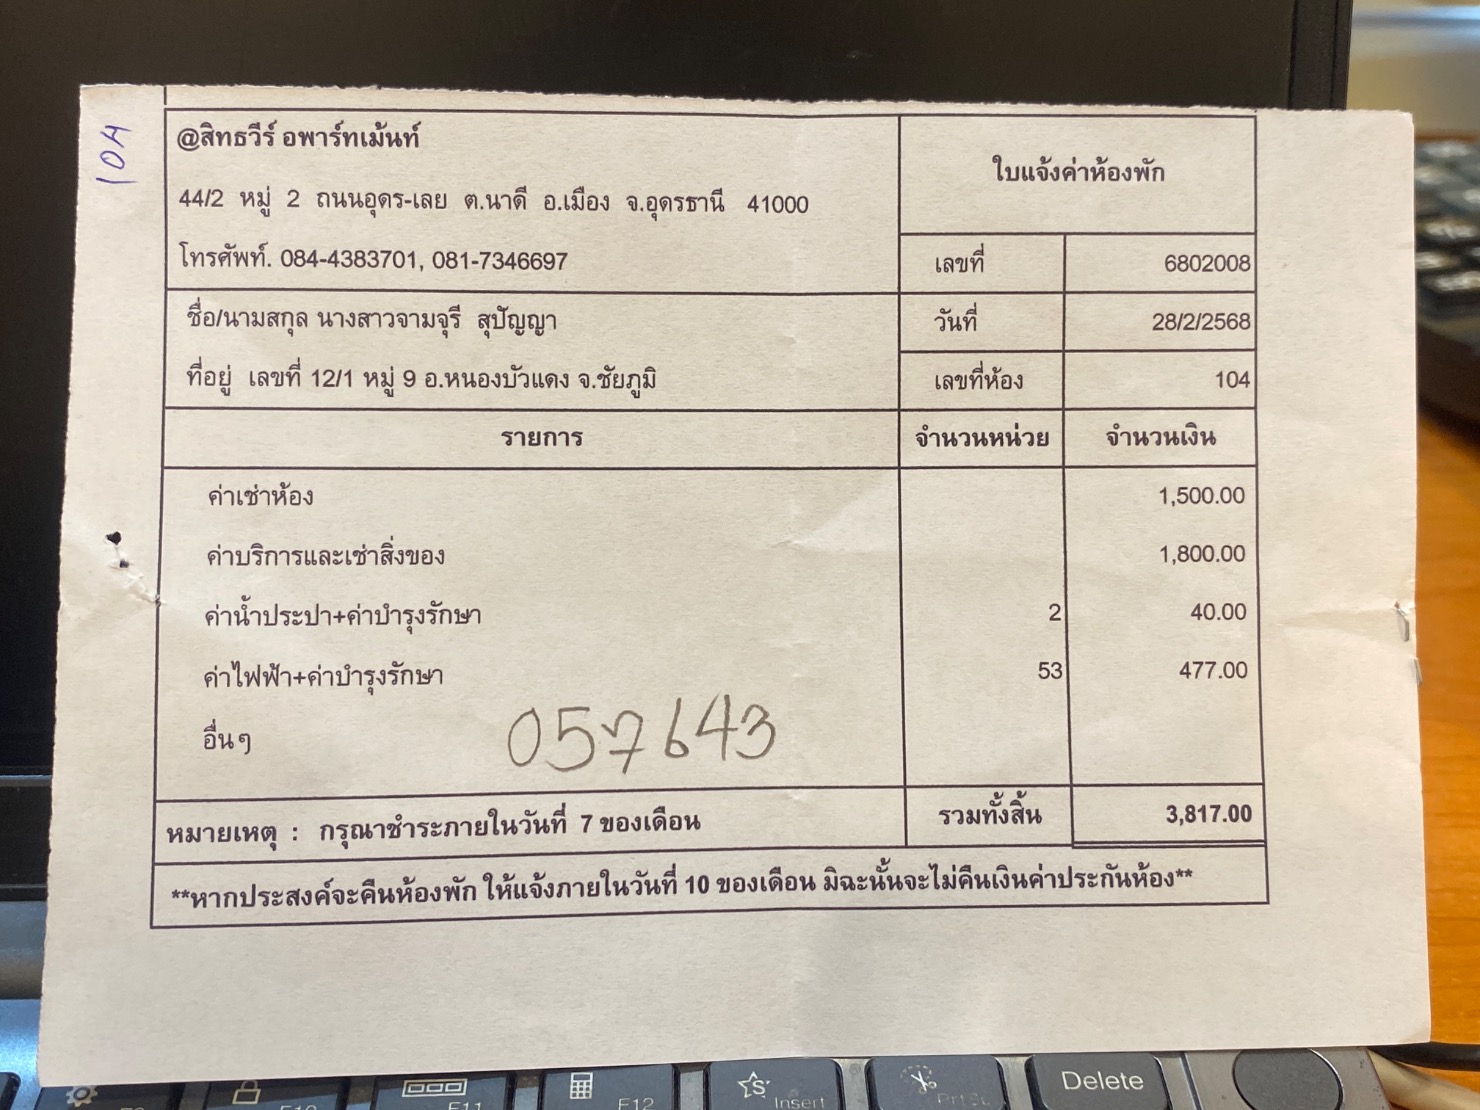 104
@สิทธวีร์ อพาร์ทเม้นท์
44/2 หมู่ 2 ถนนอุดร-เลย ต.นาดี อ.เมือง จ.อุดรธานี 41000
โทรศัพท์. 084-4383701, 081-7346697
ใบแจ้งค่าห้องพัก
เลขที่ 6802008
ชื่อ/นามสกุล นางสาวจามจุรี สุปัญญา
วันที่ 28/2/2568
ที่อยู่ เลขที่ 12/1 หมู่ 9 อ.หนองบัวแดง จ.ชัยภูมิ
เลขที่ห้อง 104
รายการ จำนวนหน่วย จำนวนเงิน
ค่าเช่าห้อง 1,500.00
ค่าบริการและเช่าสิ่งของ 1,800.00
ค่าน้ำประปา+ค่าบำรุงรักษา 2 40.00
ค่าไฟฟ้า+ค่าบำรุงรักษา 53 477.00
อื่นๆ 057643
หมายเหตุ : กรุณาชำระภายในวันที่ 7 ของเดือน รวมทั้งสิ้น 3,817.00
**หากประสงค์จะคืนห้องพัก ให้แจ้งภายในวันที่ 10 ของเดือน มิฉะนั้นจะไม่คืนเงินค่าประกันห้อง**
F11 F12 Insert PrtSc Delete